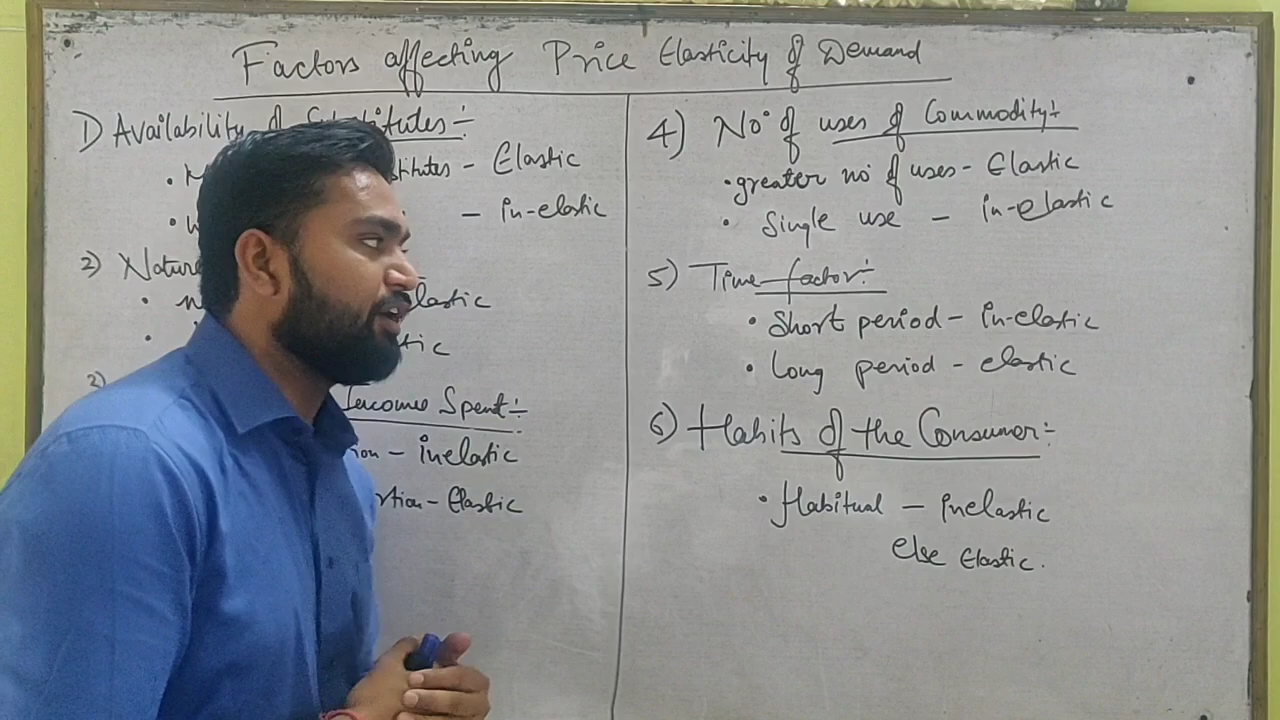 Factors affecting Price Elasticity of Demand
1) Availability of Substitutes:-
- Elastic
- in-elastic
2) Nature
Income Spent:-
- inelastic
- Elastic
4) No. of uses of Commodity:-
• greater no of uses - Elastic
• Single use - in-elastic
5) Time factor:-
• Short period - in-elastic
• Long period - elastic
6) Habits of the Consumer:-
• Habitual - inelastic
else Elastic.